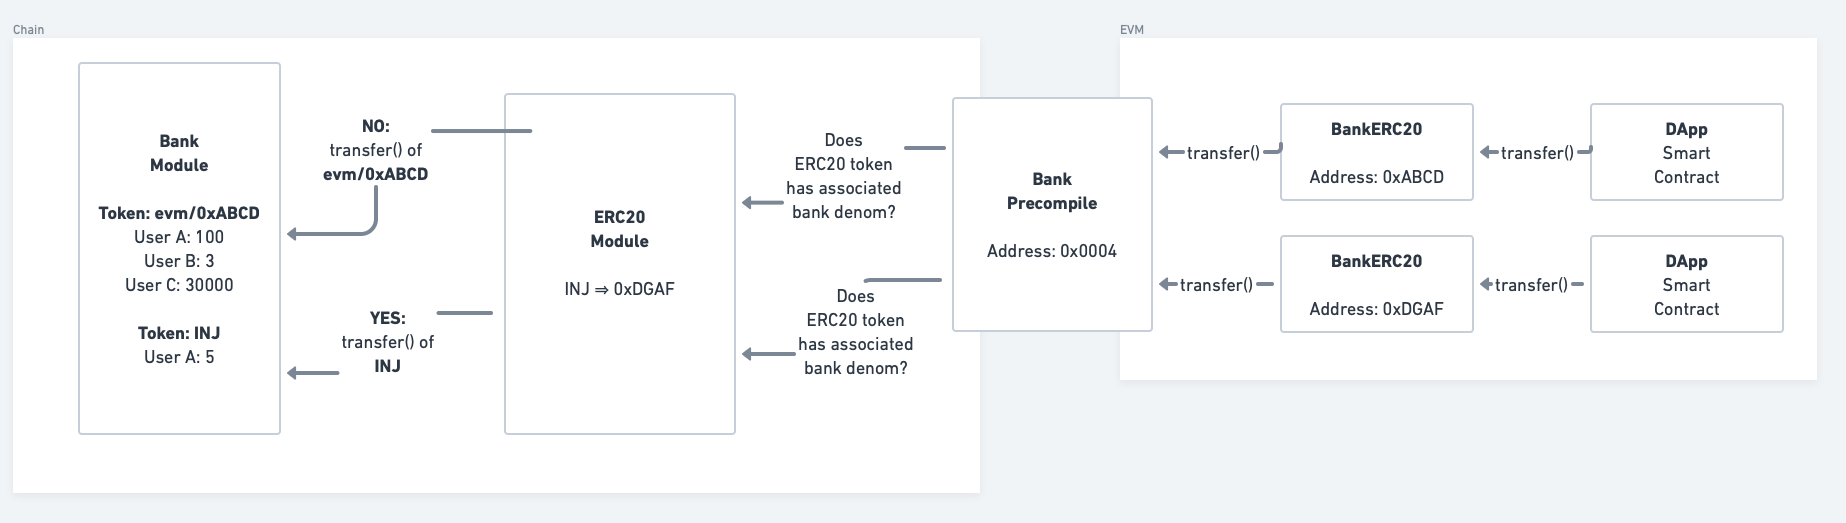 Chain
EVM
Bank
Module
Token: evm/0xABCD
User A: 100
User B: 3
User C: 30000
Token: INJ
User A: 5
NO:
transfer() of
evm/0xABCD
YES:
transfer() of
INJ
ERC20
Module
INJ ⇒ 0xDGAF
Does
ERC20 token
has associated
bank denom?
Does
ERC20 token
has associated
bank denom?
Bank
Precompile
Address: 0x0004
transfer()
BankERC20
Address: 0xABCD
transfer()
DApp
Smart
Contract
transfer()
BankERC20
Address: 0xDGAF
transfer()
DApp
Smart
Contract